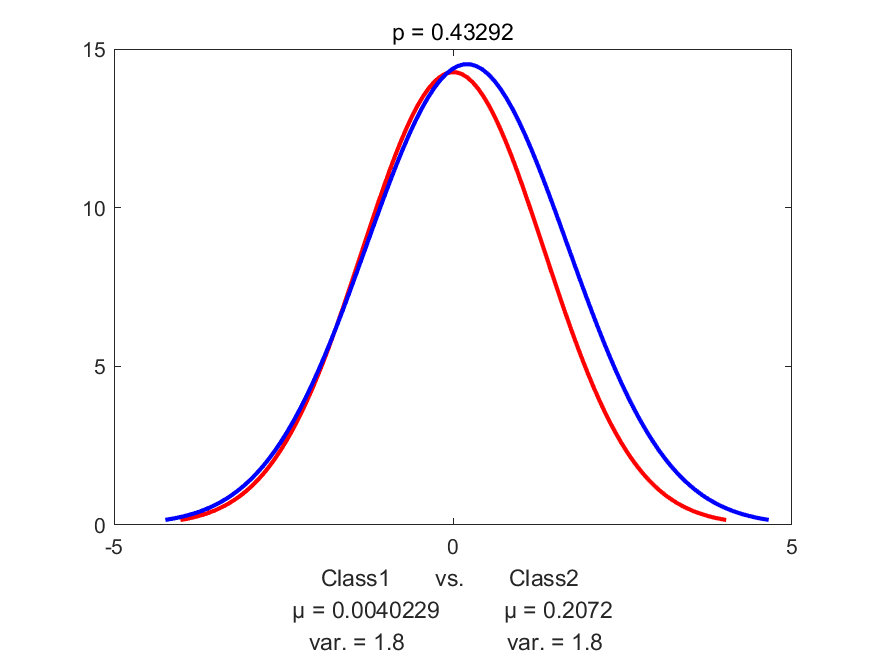 p = 0.43292
15
10
5
0
-5 0 5
Class1 vs. Class2
μ = 0.0040229 μ = 0.2072
var. = 1.8 var. = 1.8